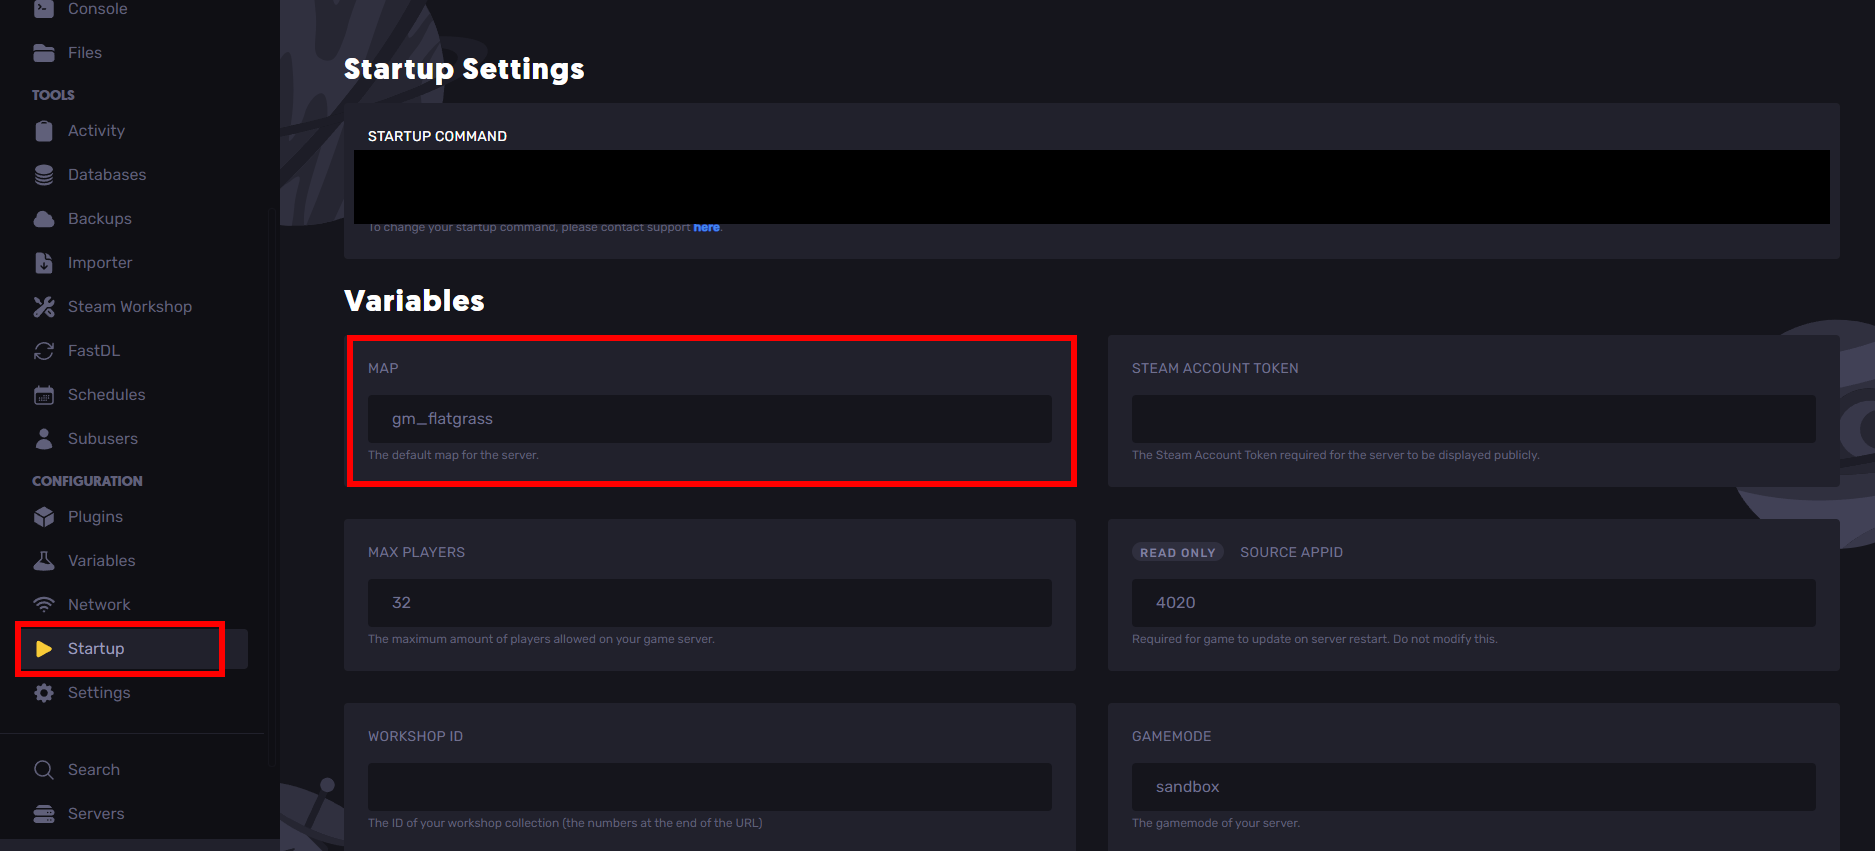 Console
Files
TOOLS
Activity
Databases
Backups
Importer
Steam Workshop
FastDL
Schedules
Subusers
CONFIGURATION
Plugins
Variables
Network
Startup
Settings
Search
Servers
Startup Settings
STARTUP COMMAND
To change your startup command, please contact support here.
Variables
MAP
gm_flatgrass
The default map for the server.
STEAM ACCOUNT TOKEN
The Steam Account Token required for the server to be displayed publicly.
MAX PLAYERS
32
The maximum amount of players allowed on your game server.
READ ONLY SOURCE APPID
4020
Required for game to update on server restart. Do not modify this.
WORKSHOP ID
The ID of your workshop collection (the numbers at the end of the URL)
GAMEMODE
sandbox
The gamemode of your server.